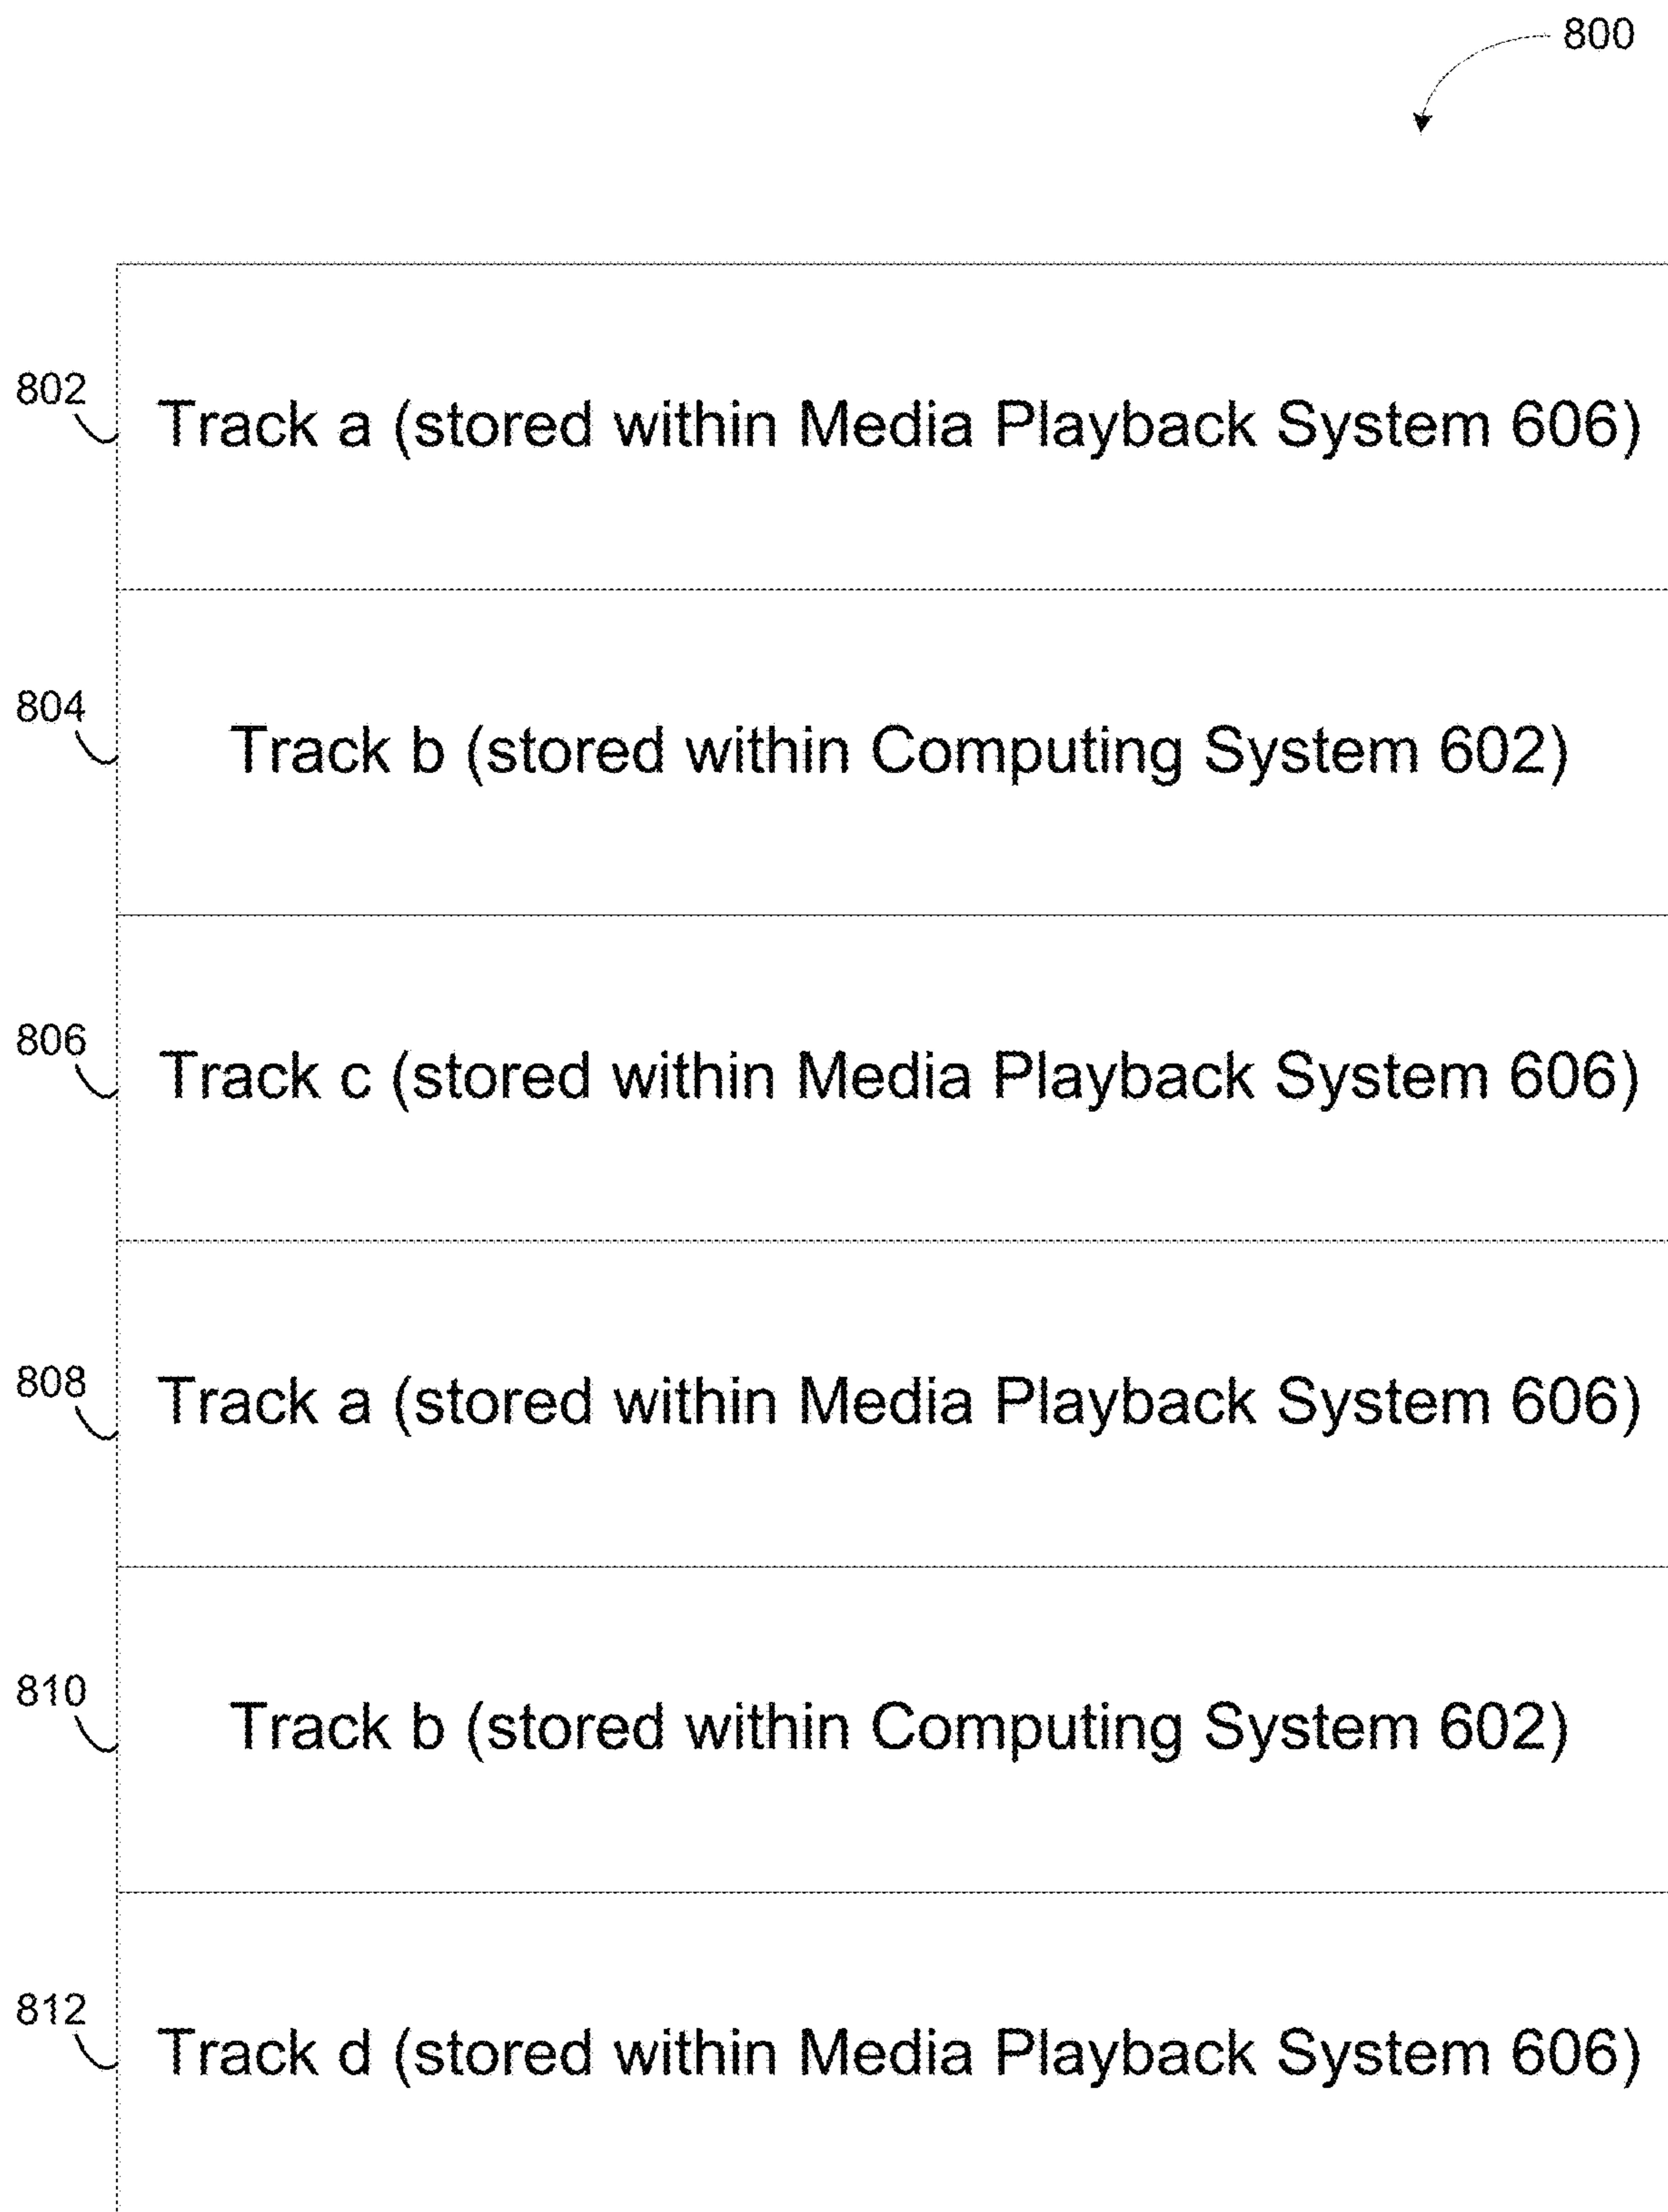 800
802
Track a (stored within Media Playback System 606)
804
Track b (stored within Computing System 602)
806
Track c (stored within Media Playback System 606)
808
Track a (stored within Media Playback System 606)
810
Track b (stored within Computing System 602)
812
Track d (stored within Media Playback System 606)